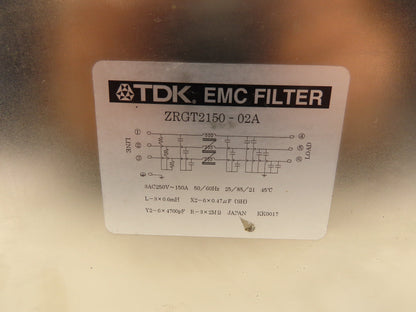 TDK. EMC FILTER
ZRGT2150-02A
LINE
LOAD
3AC250V~150A 50/60Hz 25/85/21 45℃
L-3×0.6mH X2-6×0.47μF (SH)
Y2-6×4700pF R-3×2MΩ JAPAN KK0017